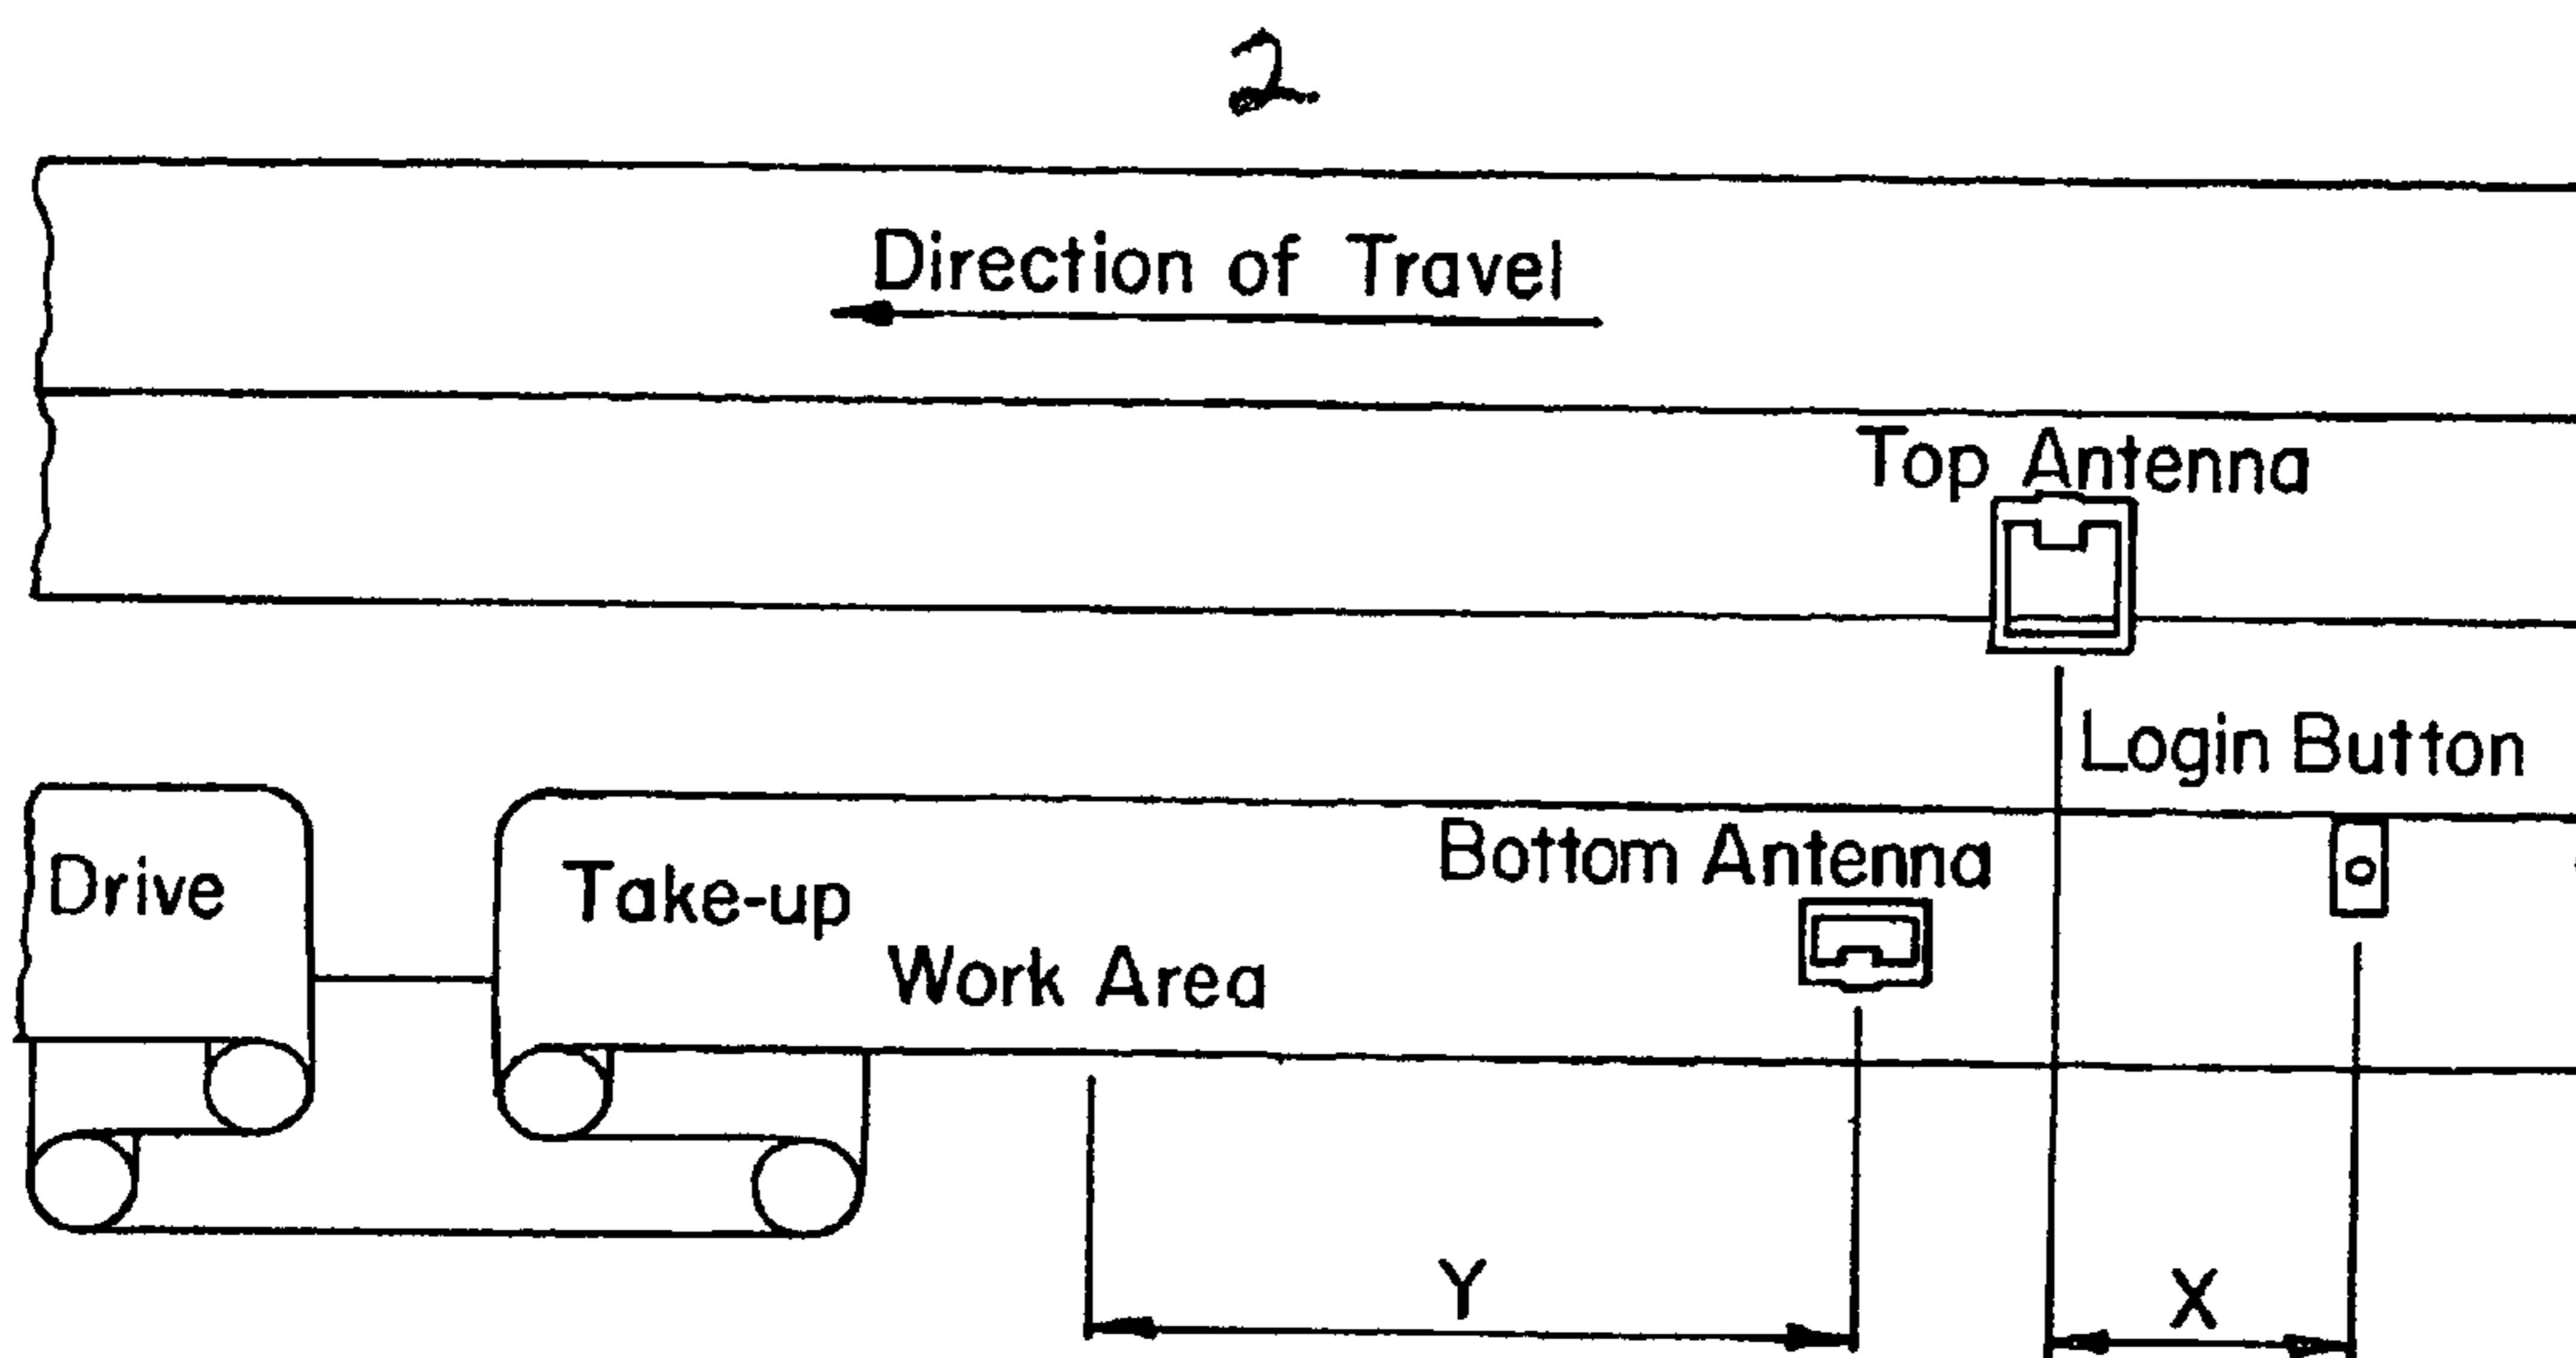 2
Direction of Travel
Top Antenna
Login Button
Bottom Antenna
Drive
Take-up
Work Area
Y
X